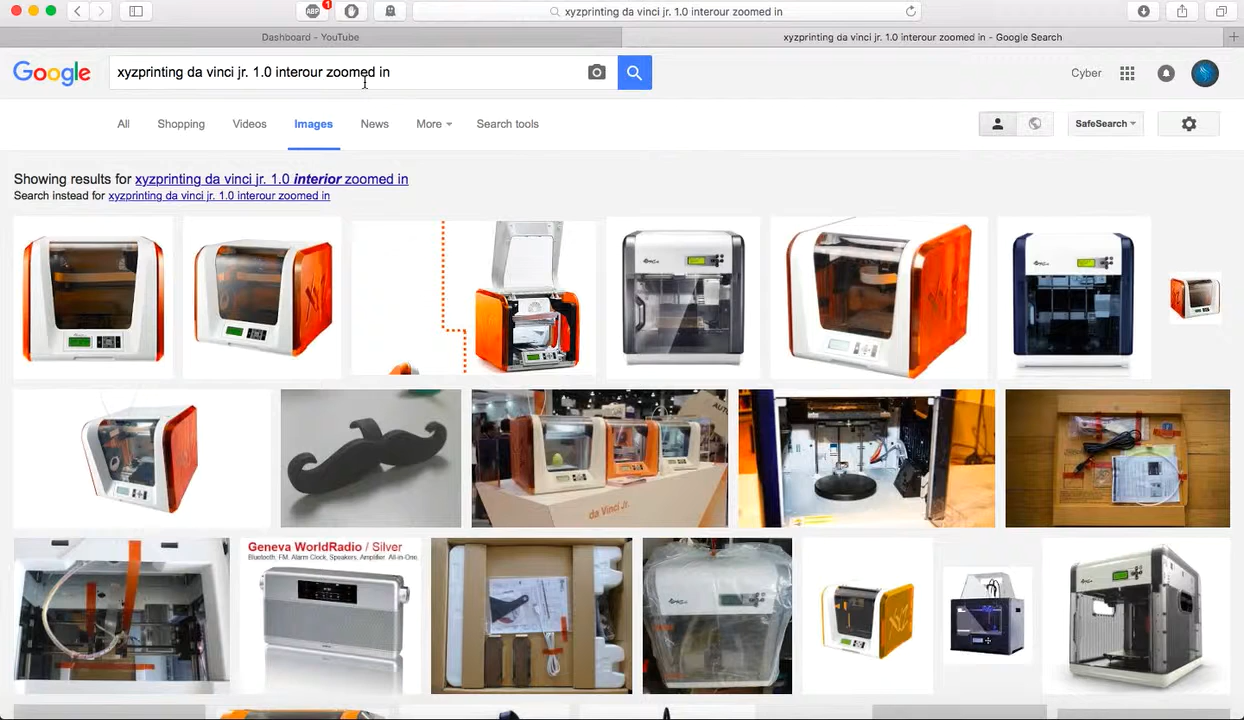 ABP 1 xyzprinting da vinci jr. 1.0 interour zoomed in
Dashboard - YouTube xyzprinting da vinci jr. 1.0 interour zoomed in - Google Search
Google xyzprinting da vinci jr. 1.0 interour zoomed in Cyber
All Shopping Videos Images News More Search tools SafeSearch
Showing results for xyzprinting da vinci jr. 1.0 interior zoomed in
Search instead for xyzprinting da vinci jr. 1.0 interour zoomed in
da Vinci Jr.
Geneva WorldRadio / Silver
Bluetooth, FM, Alarm Clock, Speakers, Amplifier All-in-One